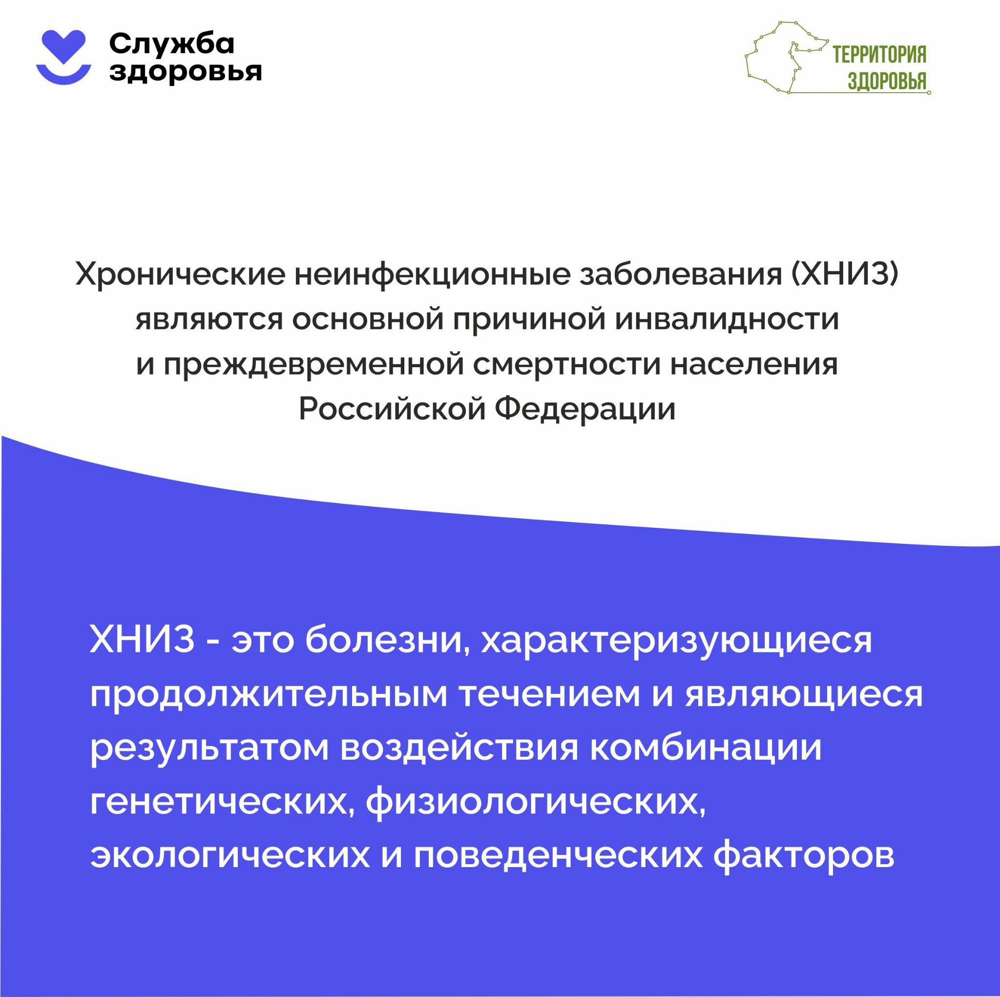 Служба
здоровья
ТЕРРИТОРИЯ
ЗДОРОВЬЯ
Хронические неинфекционные заболевания (ХНИЗ)
являются основной причиной инвалидности
и преждевременной смертности населения
Российской Федерации
ХНИЗ - это болезни, характеризующиеся
продолжительным течением и являющиеся
результатом воздействия комбинации
генетических, физиологических,
экологических и поведенческих факторов